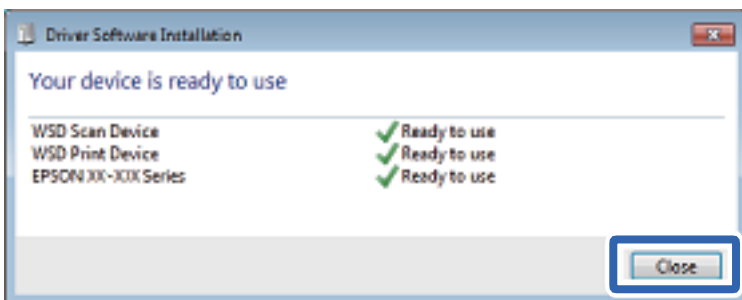 Driver Software Installation
Your device is ready to use
WSD Scan Device Ready to use
WSD Print Device Ready to use
EPSON XX-XXX Series Ready to use
Close